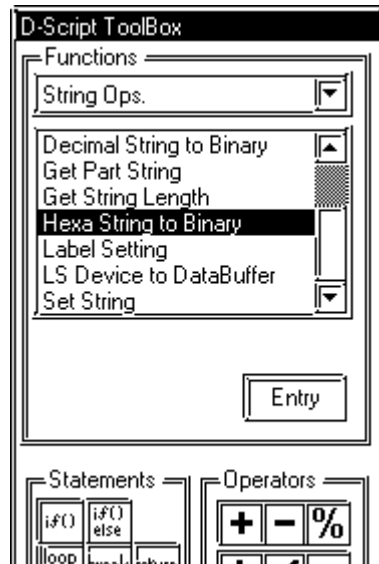 D-Script ToolBox
Functions
String Ops.
Decimal String to Binary
Get Part String
Get String Length
Hexa String to Binary
Label Setting
LS Device to DataBuffer
Set String
Entry
Statements
Operators
if()
if()
else
+ - %
loop